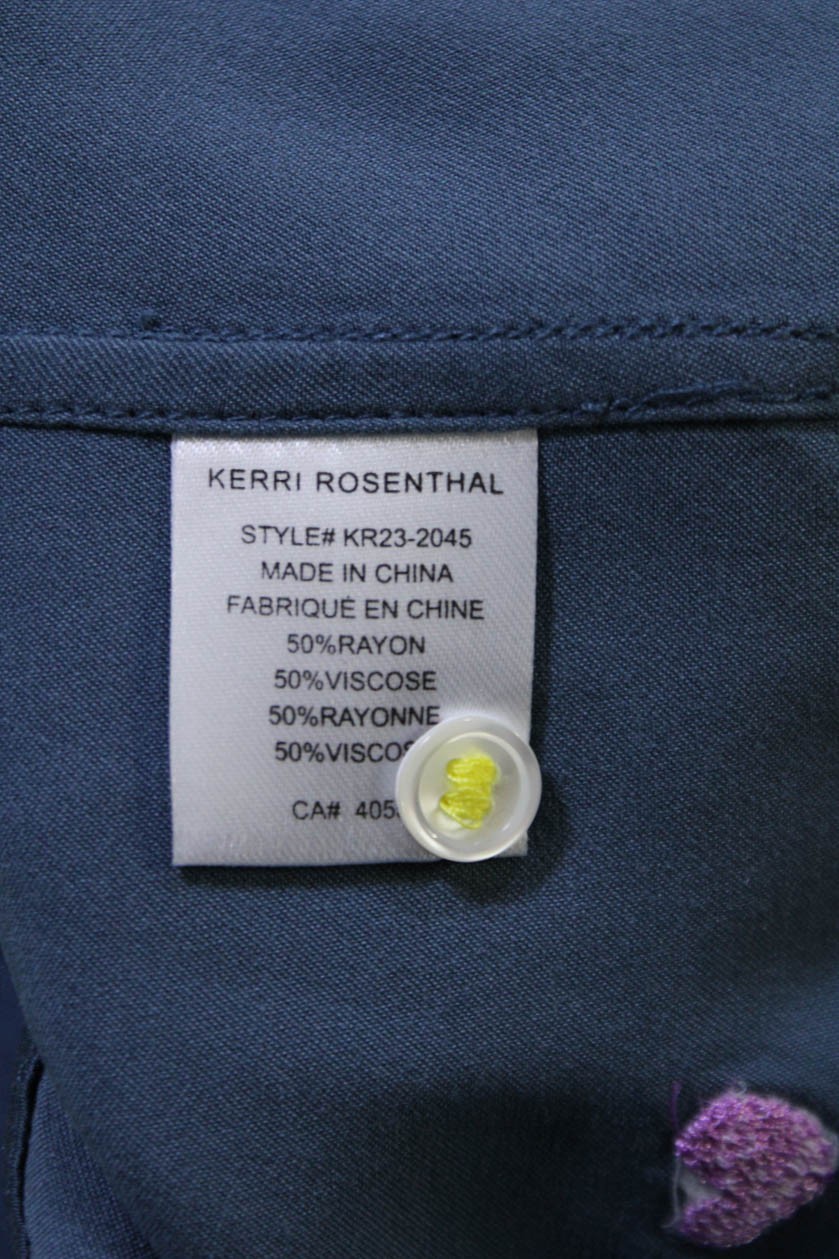 KERRI ROSENTHAL
STYLE# KR23-2045
MADE IN CHINA
FABRIQUÉ EN CHINE
50%RAYON
50%VISCOSE
50%RAYONNE
CA#